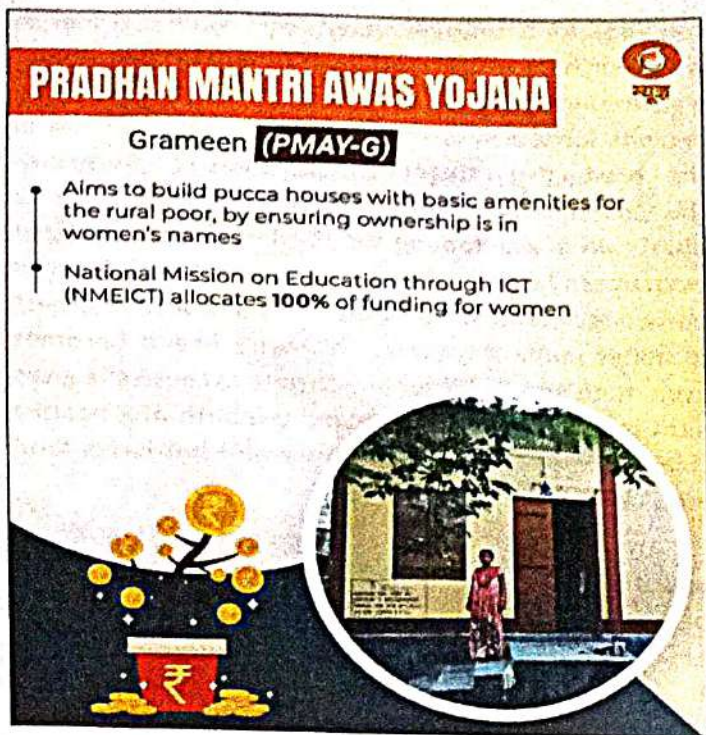 न्यूज़
PRADHAN MANTRI AWAS YOJANA
Grameen (PMAY-G)
Aims to build pucca houses with basic amenities for
the rural poor, by ensuring ownership is in
women's names
National Mission on Education through ICT
(NMEICT) allocates 100% of funding for women
₹